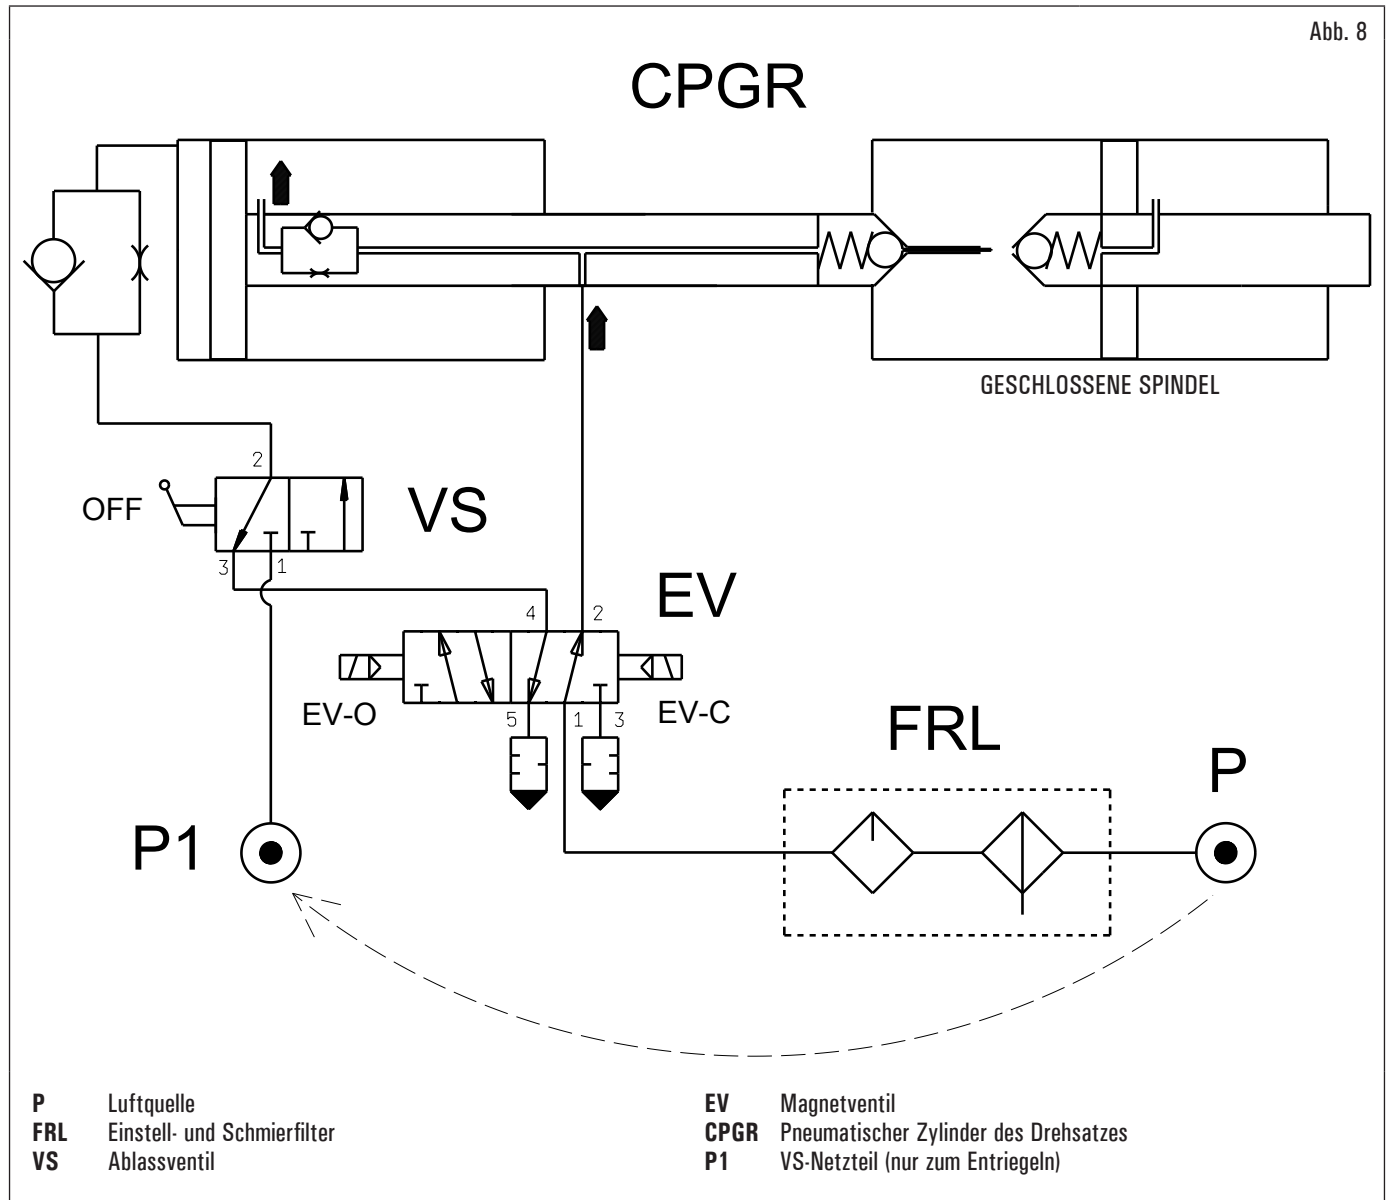 Abb. 8
CPGR
GESCHLOSSENE SPINDEL
2
OFF
VS
3
1
EV
4
2
EV-O
5
1
3
EV-C
FRL
P
P1
P Luftquelle
FRL Einstell- und Schmierfilter
VS Ablassventil
EV Magnetventil
CPGR Pneumatischer Zylinder des Drehsatzes
P1 VS-Netzteil (nur zum Entriegeln)